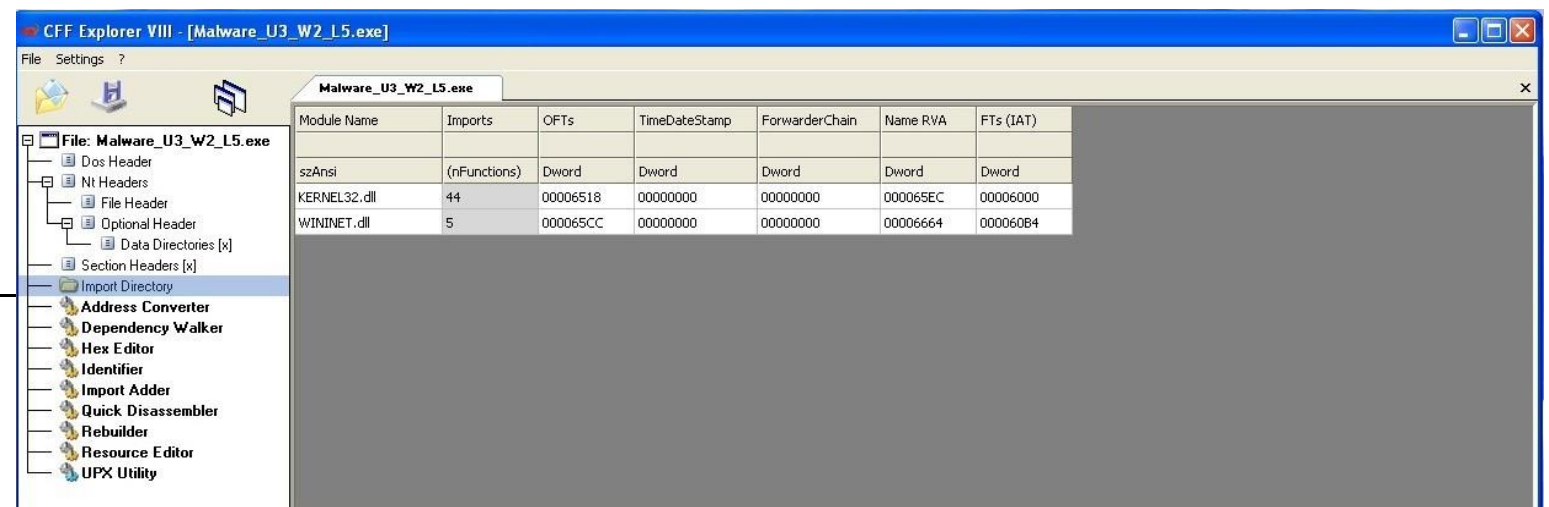 CFF Explorer VIII - [Malware_U3_W2_L5.exe]
File Settings ?
Malware_U3_W2_L5.exe
File: Malware_U3_W2_L5.exe
Dos Header
Nt Headers
File Header
Optional Header
Data Directories [x]
Section Headers [x]
Import Directory
Address Converter
Dependency Walker
Hex Editor
Identifier
Import Adder
Quick Disassembler
Rebuilder
Resource Editor
UPX Utility
Module Name Imports OFTs TimeDateStamp ForwarderChain Name RVA FTs (IAT)
szAnsi (nFunctions) Dword Dword Dword Dword Dword
KERNEL32.dll 44 00006518 00000000 00000000 000065EC 00006000
WININET.dll 5 000065CC 00000000 00000000 00006664 000060B4